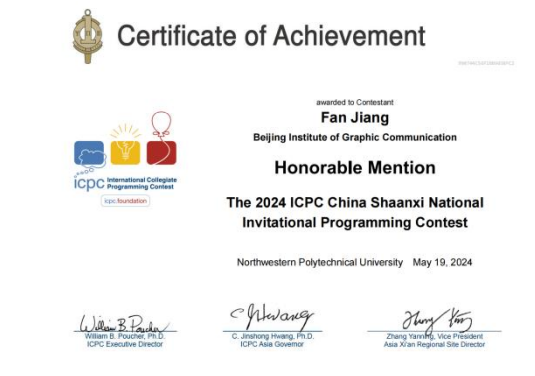 Certificate of Achievement
awarded to Contestant
Fan Jiang
Beijing Institute of Graphic Communication
icpc International Collegiate
Programming Contest
icpc.foundation
Honorable Mention
The 2024 ICPC China Shaanxi National
Invitational Programming Contest
Northwestern Polytechnical University May 19, 2024
William B. Poucher
William B. Poucher, Ph.D.
ICPC Executive Director
C. Jinshong Hwang, Ph.D.
ICPC Asia Governor
Zhang Yanning, Vice President
Asia Xi'an Regional Site Director